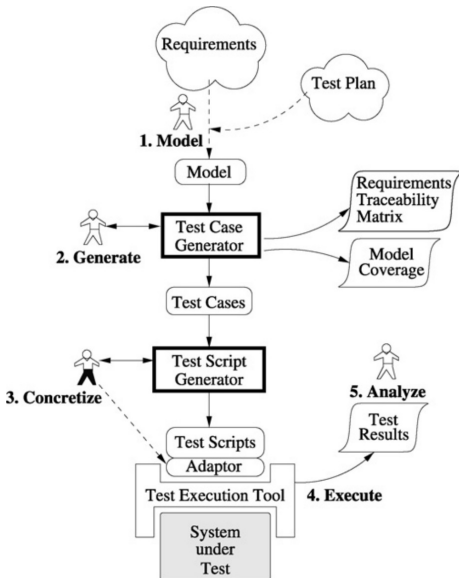 Requirements
Test Plan
1. Model
Model
Requirements
Traceability
Matrix
Test Case
Generator
2. Generate
Model
Coverage
Test Cases
Test Script
Generator
3. Concretize
5. Analyze
Test
Results
Test Scripts
Adaptor
Test Execution Tool
4. Execute
System
under
Test